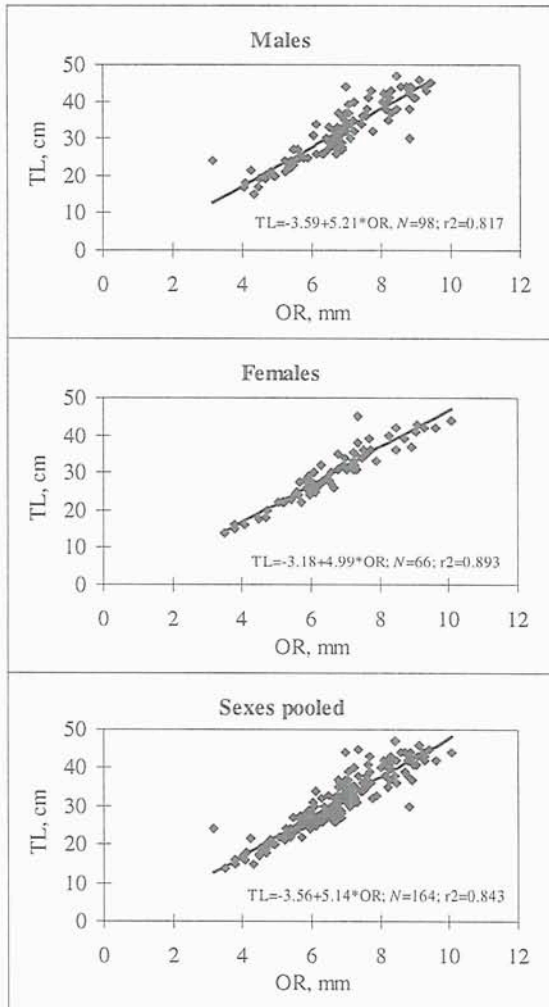 Males
50
40
30
20
10
0
TL, cm
TL=-3.59+5.21*OR, N=98; r2=0.817
0 2 4 6 8 10 12
OR, mm
Females
50
40
30
20
10
0
TL, cm
TL=-3.18+4.99*OR; N=66; r2=0.893
0 2 4 6 8 10 12
OR, mm
Sexes pooled
50
40
30
20
10
0
TL, cm
TL=-3.56+5.14*OR; N=164; r2=0.843
0 2 4 6 8 10 12
OR, mm